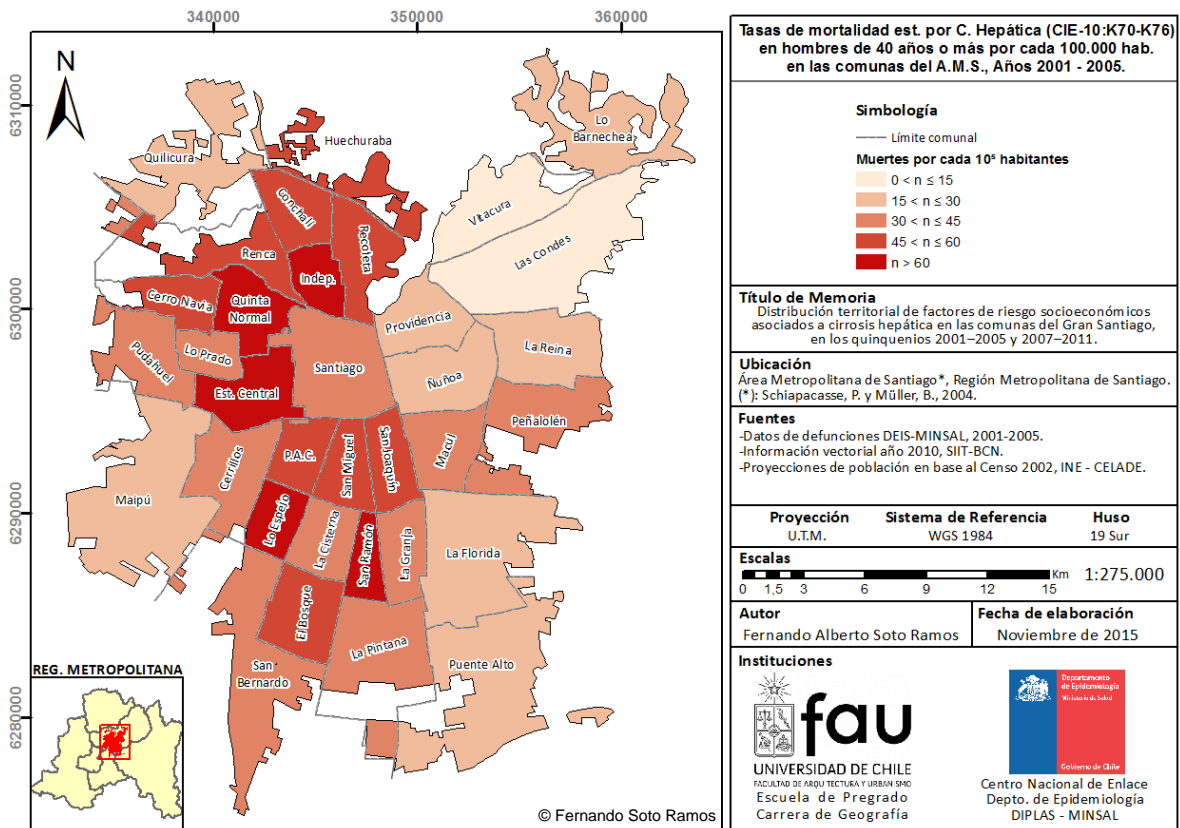 340000
350000
360000
6310000
6300000
6290000
6280000
N
Quilicura
Huechuraba
Lo
Barnechea
Conchalí
Recoleta
Vitacura
Las Condes
Renca
Indep.
Cerro Navia
Quinta
Normal
Providencia
Pudahuel
Lo Prado
Santiago
La Reina
Est. Central
Ñuñoa
Peñalolén
Maipú
Cerrillos
P.A.C.
San Miguel
San Joaquín
Macul
Lo Espejo
La Cisterna
San Ramón
La Granja
La Florida
El Bosque
La Pintana
San
Bernardo
Puente Alto
REG. METROPOLITANA
© Fernando Soto Ramos
Tasas de mortalidad est. por C. Hepática (CIE-10:K70-K76)
en hombres de 40 años o más por cada 100.000 hab.
en las comunas del A.M.S., Años 2001 - 2005.
Simbología
Límite comunal
Muertes por cada 10⁵ habitantes
0 < n ≤ 15
15 < n ≤ 30
30 < n ≤ 45
45 < n ≤ 60
n > 60
Título de Memoria
Distribución territorial de factores de riesgo socioeconómicos
asociados a cirrosis hepática en las comunas del Gran Santiago,
en los quinquenios 2001–2005 y 2007–2011.
Ubicación
Área Metropolitana de Santiago*, Región Metropolitana de Santiago.
(*): Schiapacasse, P. y Müller, B., 2004.
Fuentes
-Datos de defunciones DEIS-MINSAL, 2001-2005.
-Información vectorial año 2010, SIIT-BCN.
-Proyecciones de población en base al Censo 2002, INE - CELADE.
Proyección Sistema de Referencia Huso
U.T.M. WGS 1984 19 Sur
Escalas
0 1,5 3 6 9 12 15 Km 1:275.000
Autor
Fernando Alberto Soto Ramos
Fecha de elaboración
Noviembre de 2015
Instituciones
fau
UNIVERSIDAD DE CHILE
FACULTAD DE ARQUITECTURA Y URBANISMO
Escuela de Pregrado
Carrera de Geografía
Departamento
de Epidemiología
Ministerio de Salud
Gobierno de Chile
Centro Nacional de Enlace
Depto. de Epidemiología
DIPLAS - MINSAL